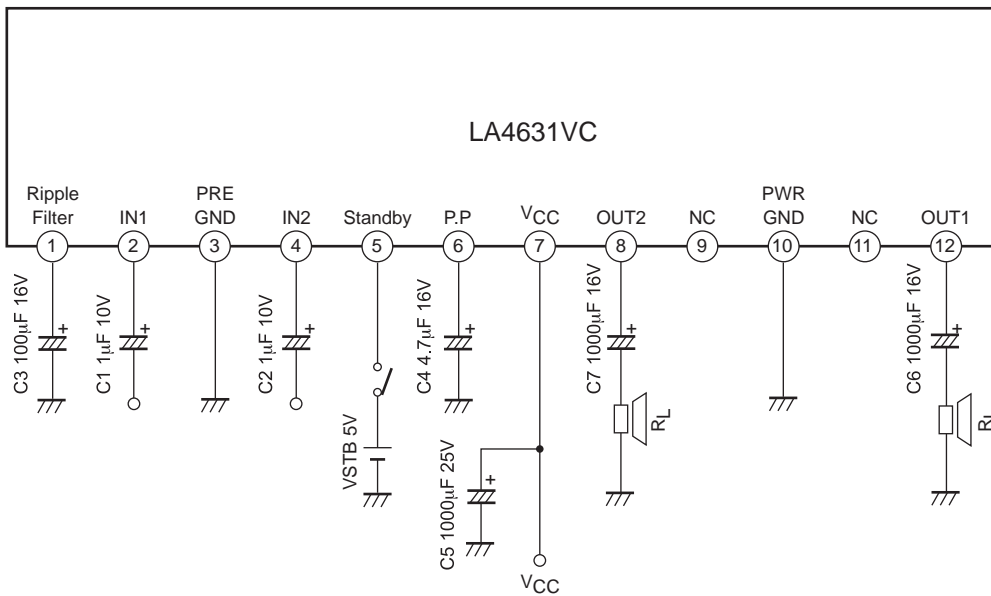 LA4631VC
Ripple
Filter
IN1
PRE
GND
IN2
Standby
P.P
VCC
OUT2
NC
PWR
GND
NC
OUT1
1
2
3
4
5
6
7
8
9
10
11
12
C3 100µF 16V
+
C1 1µF 10V
+
C2 1µF 10V
+
VSTB 5V
C4 4.7µF 16V
+
C5 1000µF 25V
+
VCC
C7 1000µF 16V
+
RL
C6 1000µF 16V
+
RL